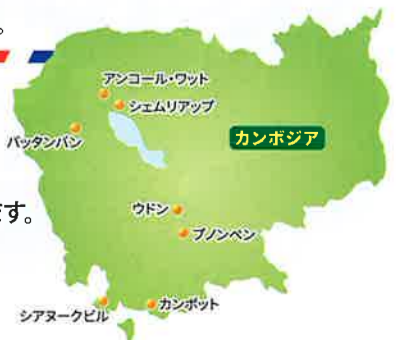 。
アンコール・ワット
シェムリアップ
バッタンバン
カンボジア
す。
ウドン
プノンペン
カンポット
シアヌークビル